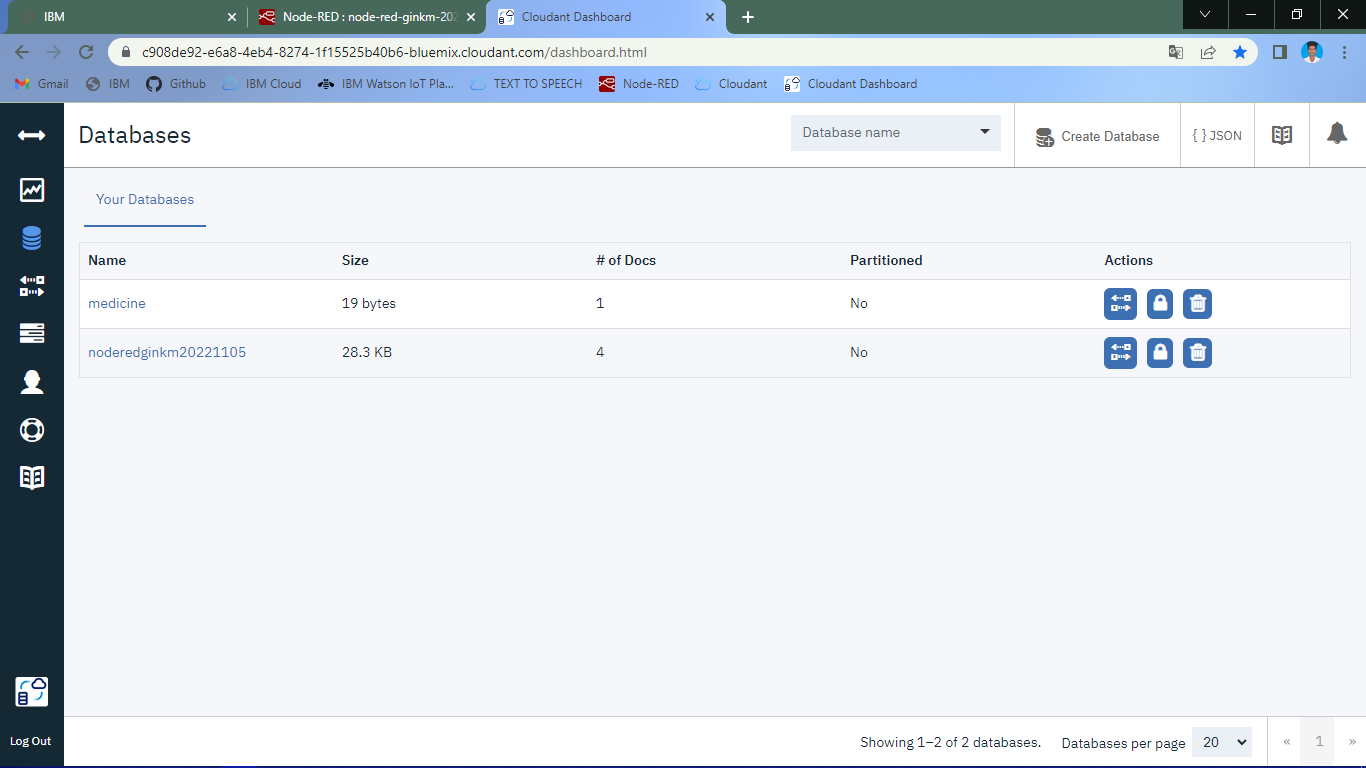 IBM
Node-RED : node-red-ginkm-202
Cloudant Dashboard
c908de92-e6a8-4eb4-8274-1f15525b40b6-bluemix.cloudant.com/dashboard.html
Gmail IBM Github IBM Cloud IBM Watson IoT Pla... TEXT TO SPEECH Node-RED Cloudant Cloudant Dashboard
Databases
Database name
Create Database
{ } JSON
Your Databases
Name Size # of Docs Partitioned Actions
medicine 19 bytes 1 No
noderedginkm20221105 28.3 KB 4 No
Log Out
Showing 1–2 of 2 databases. Databases per page 20 « 1 »